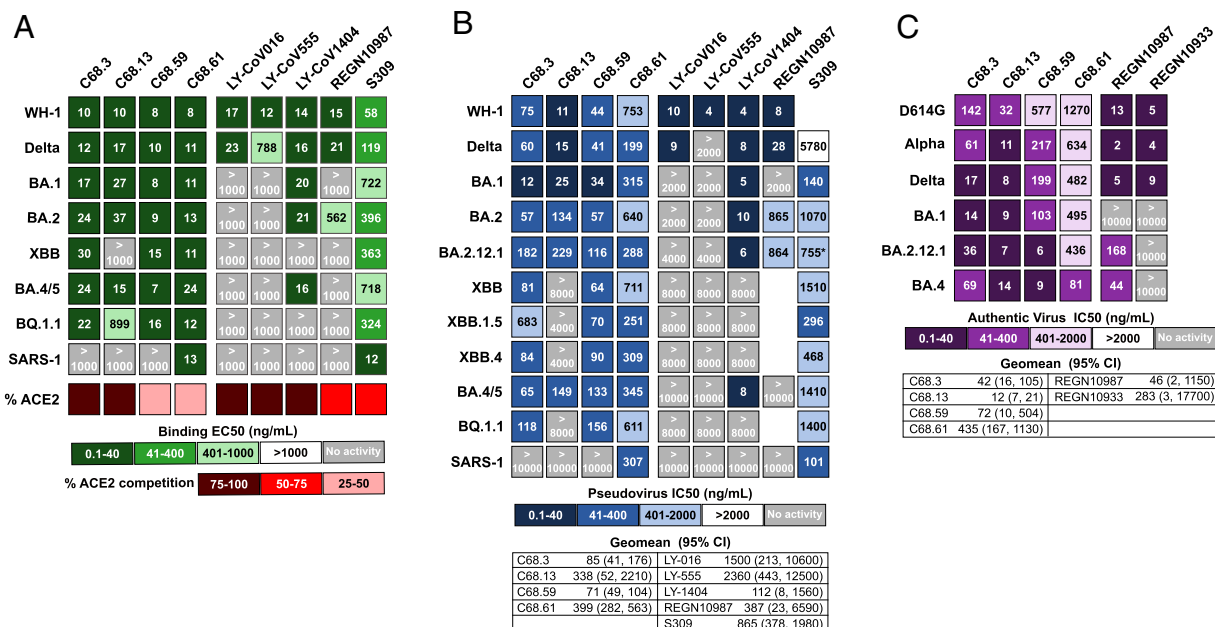 A
C68.3 C68.13 C68.59 C68.61 LY-CoV016 LY-CoV555 LY-CoV1404 REGN10987 S309
WH-1 10 10 8 8 17 12 14 15 58
Delta 12 17 10 11 23 788 16 21 119
BA.1 17 27 8 11 > 1000 > 1000 20 > 1000 722
BA.2 24 37 9 13 > 1000 > 1000 21 562 396
XBB 30 > 1000 15 11 > 1000 > 1000 > 1000 > 1000 363
BA.4/5 24 15 7 24 > 1000 > 1000 16 > 1000 718
BQ.1.1 22 899 16 12 > 1000 > 1000 > 1000 > 1000 324
SARS-1 > 1000 > 1000 > 1000 13 > 1000 > 1000 > 1000 > 1000 12
% ACE2
Binding EC50 (ng/mL)
0.1-40 41-400 401-1000 >1000 No activity
% ACE2 competition 75-100 50-75 25-50
B
C68.3 C68.13 C68.59 C68.61 LY-CoV016 LY-CoV555 LY-CoV1404 REGN10987 S309
WH-1 75 11 44 753 10 4 4 8
Delta 60 15 41 199 9 > 2000 8 28 5780
BA.1 12 25 34 315 > 2000 > 2000 5 > 2000 140
BA.2 57 134 57 640 > 2000 > 2000 10 865 1070
BA.2.12.1 182 229 116 288 > 4000 > 4000 6 864 755*
XBB 81 > 8000 64 711 > 8000 > 8000 > 8000 1510
XBB.1.5 683 > 4000 70 251 > 8000 > 8000 > 8000 296
XBB.4 84 > 4000 90 309 > 8000 > 8000 > 8000 468
BA.4/5 65 149 133 345 > 10000 > 10000 8 > 10000 1410
BQ.1.1 118 > 8000 156 611 > 8000 > 8000 > 8000 1400
SARS-1 > 10000 > 10000 > 10000 307 > 10000 > 10000 > 10000 > 10000 101
Pseudovirus IC50 (ng/mL)
0.1-40 41-400 401-2000 >2000 No activity
Geomean (95% CI)
C68.3 85 (41, 176) LY-016 1500 (213, 10600)
C68.13 338 (52, 2210) LY-555 2360 (443, 12500)
C68.59 71 (49, 104) LY-1404 112 (8, 1560)
C68.61 399 (282, 563) REGN10987 387 (23, 6590)
S309 865 (378, 1980)
C
C68.3 C68.13 C68.59 C68.61 REGN10987 REGN10933
D614G 142 32 577 1270 13 5
Alpha 61 11 217 634 2 4
Delta 17 8 199 482 5 9
BA.1 14 9 103 495 > 10000 > 10000
BA.2.12.1 36 7 6 436 168 > 10000
BA.4 69 14 9 81 44 > 10000
Authentic Virus IC50 (ng/mL)
0.1-40 41-400 401-2000 >2000 No activity
Geomean (95% CI)
C68.3 42 (16, 105) REGN10987 46 (2, 1150)
C68.13 12 (7, 21) REGN10933 283 (3, 17700)
C68.59 72 (10, 504)
C68.61 435 (167, 1130)